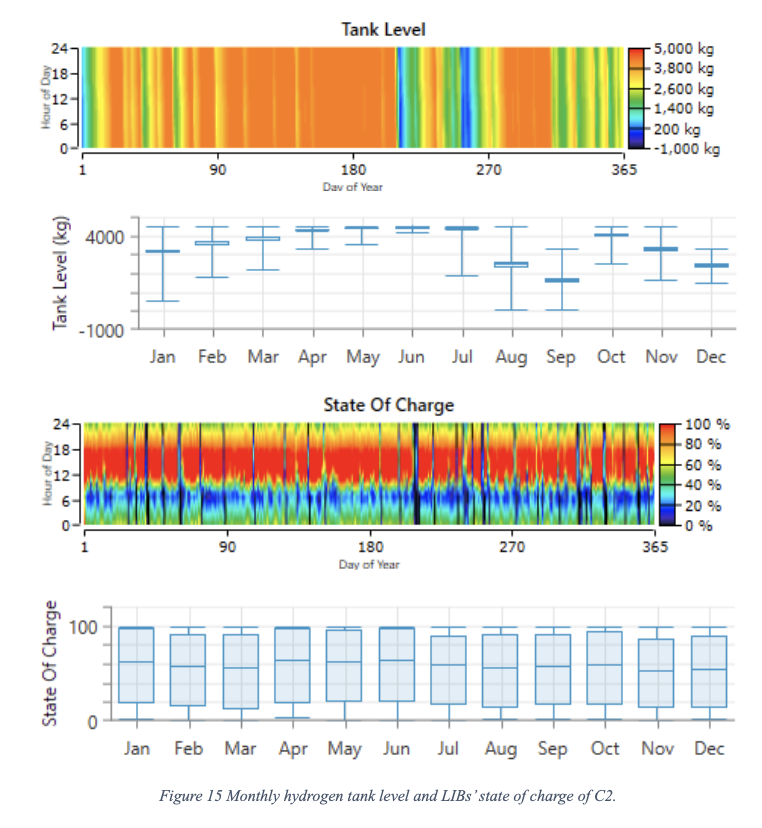 Tank Level
24
18
12
6
0
Hour of Day
1 90 180 270 365
Day of Year
5,000 kg
3,800 kg
2,600 kg
1,400 kg
200 kg
-1,000 kg
Tank Level (kg)
4000
-1000
Jan Feb Mar Apr May Jun Jul Aug Sep Oct Nov Dec
State Of Charge
24
18
12
6
0
Hour of Day
1 90 180 270 365
Day of Year
100 %
80 %
60 %
40 %
20 %
0 %
State Of Charge
100
0
Jan Feb Mar Apr May Jun Jul Aug Sep Oct Nov Dec
Figure 15 Monthly hydrogen tank level and LIBs' state of charge of C2.